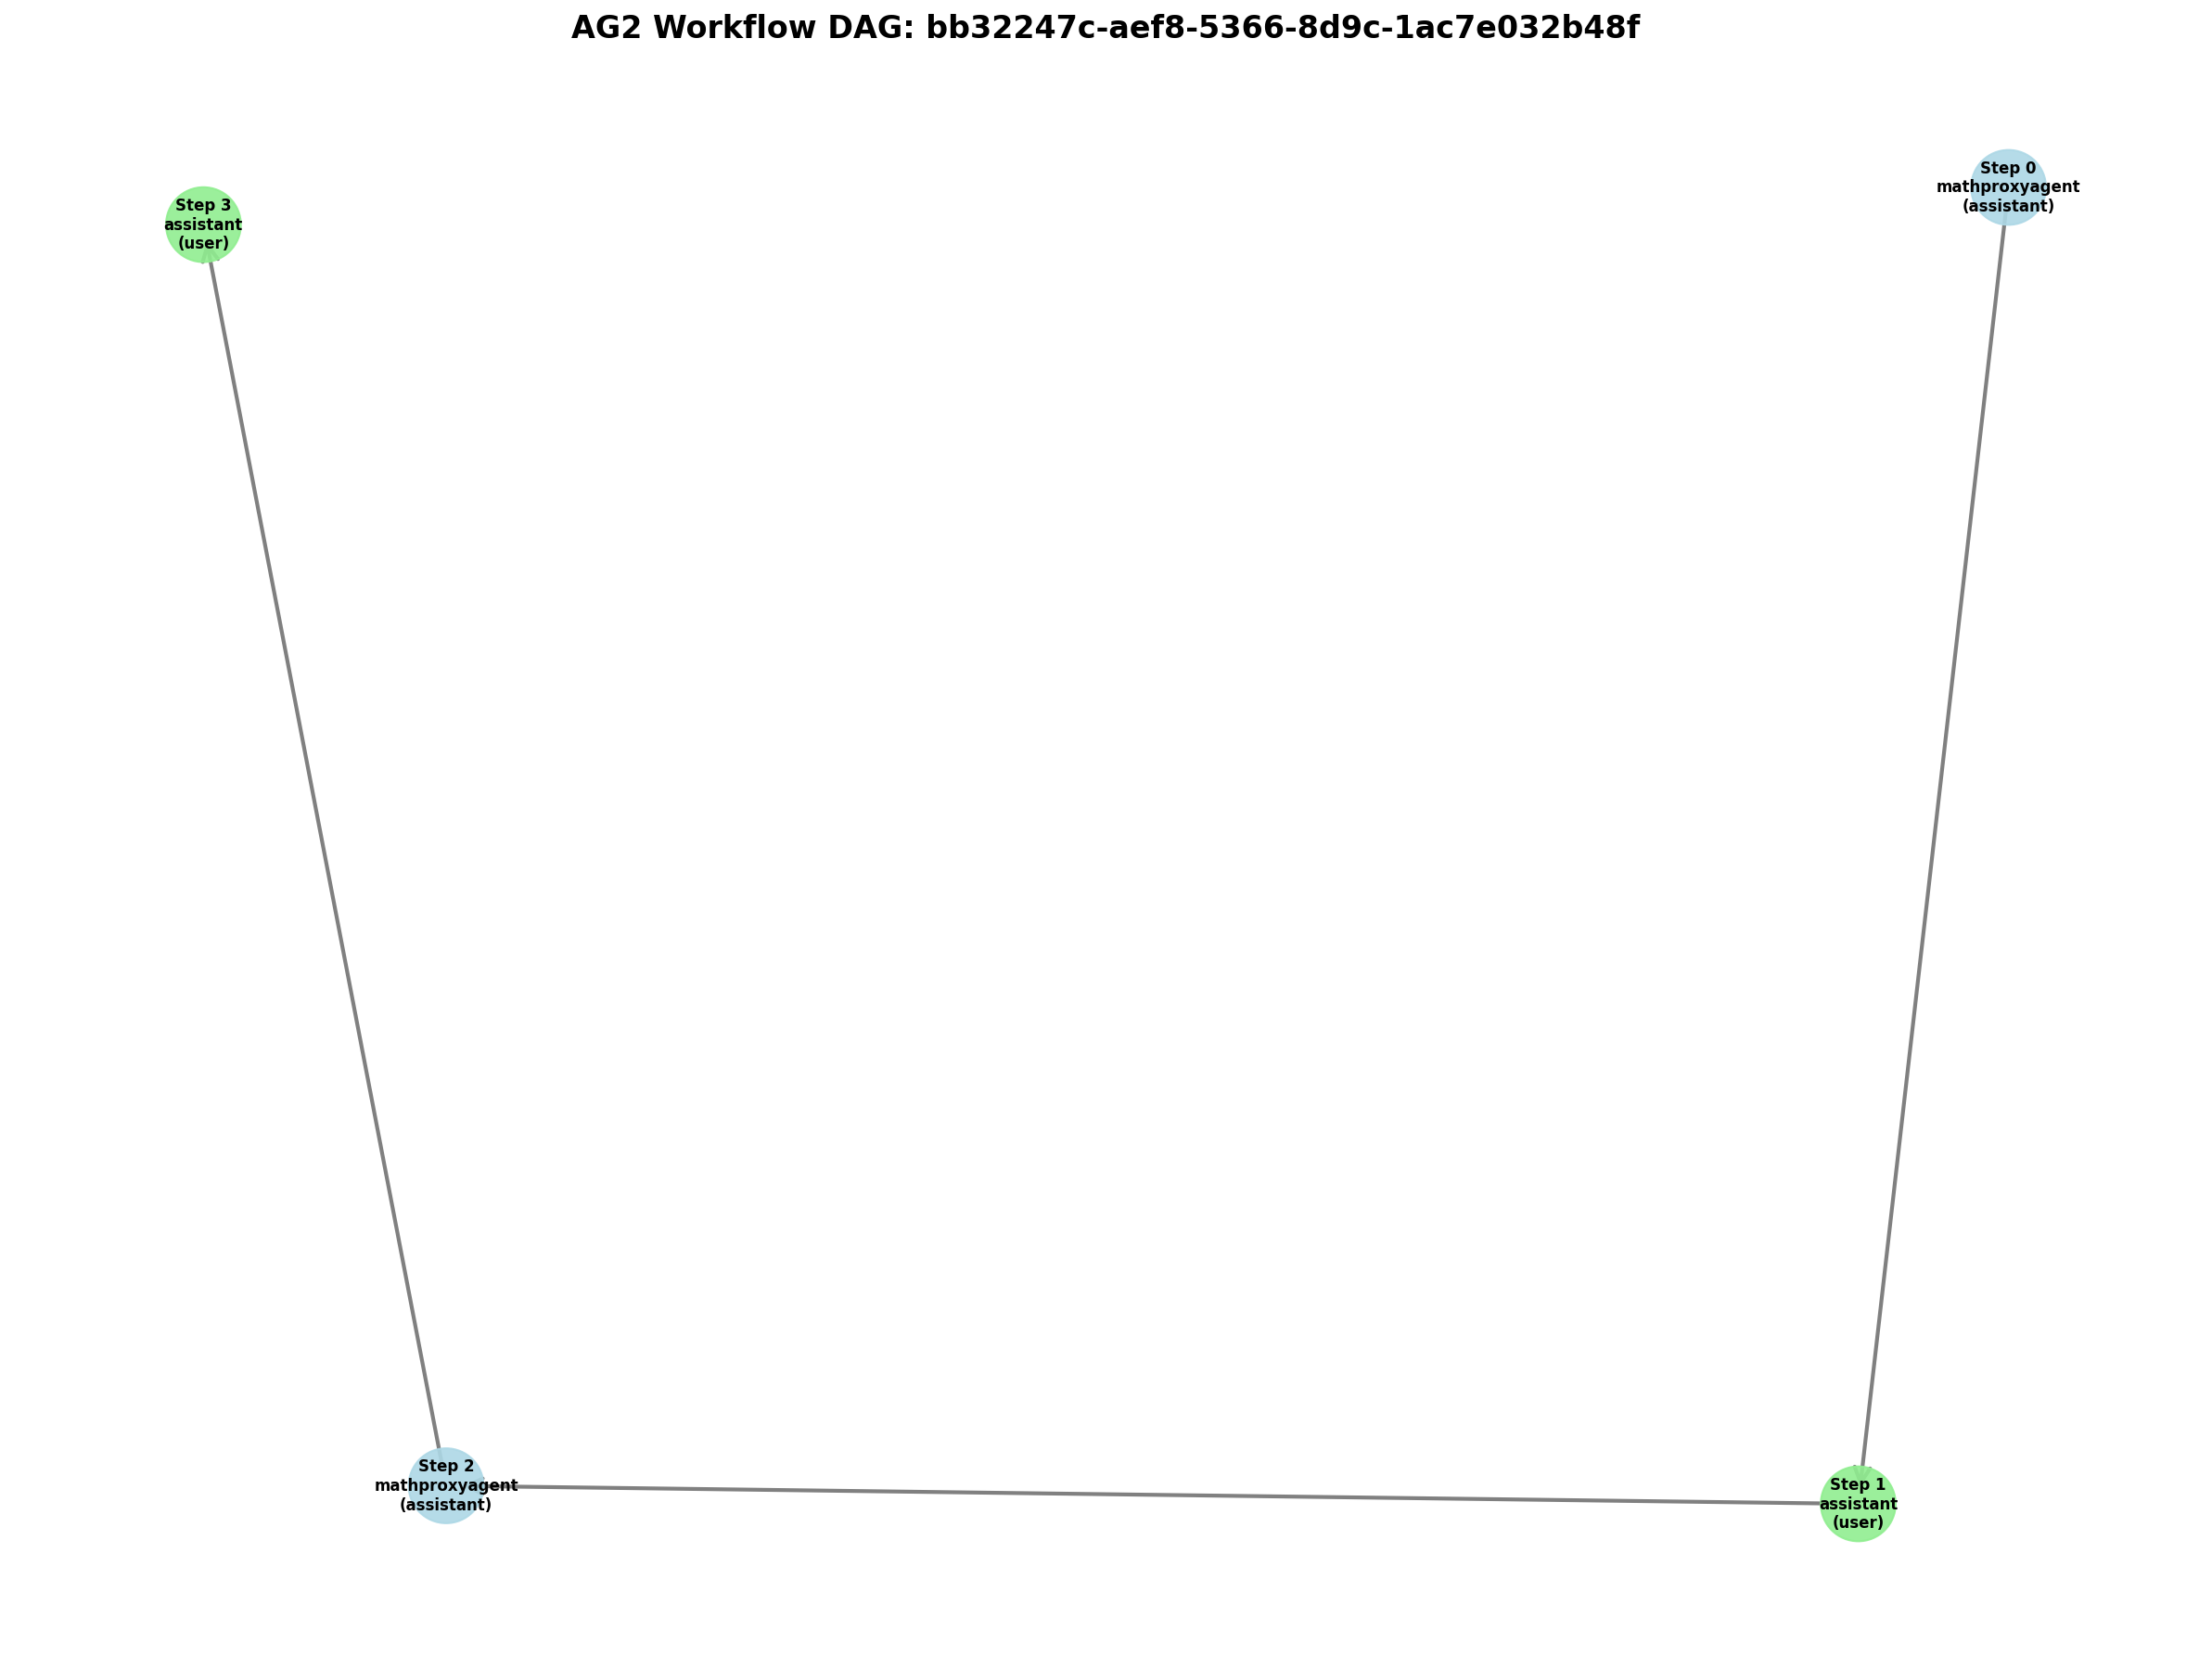 AG2 Workflow DAG: bb32247c-aef8-5366-8d9c-1ac7e032b48f
Step 0
mathproxyagent
(assistant)
Step 3
assistant
(user)
Step 2
mathproxyagent
(assistant)
Step 1
assistant
(user)